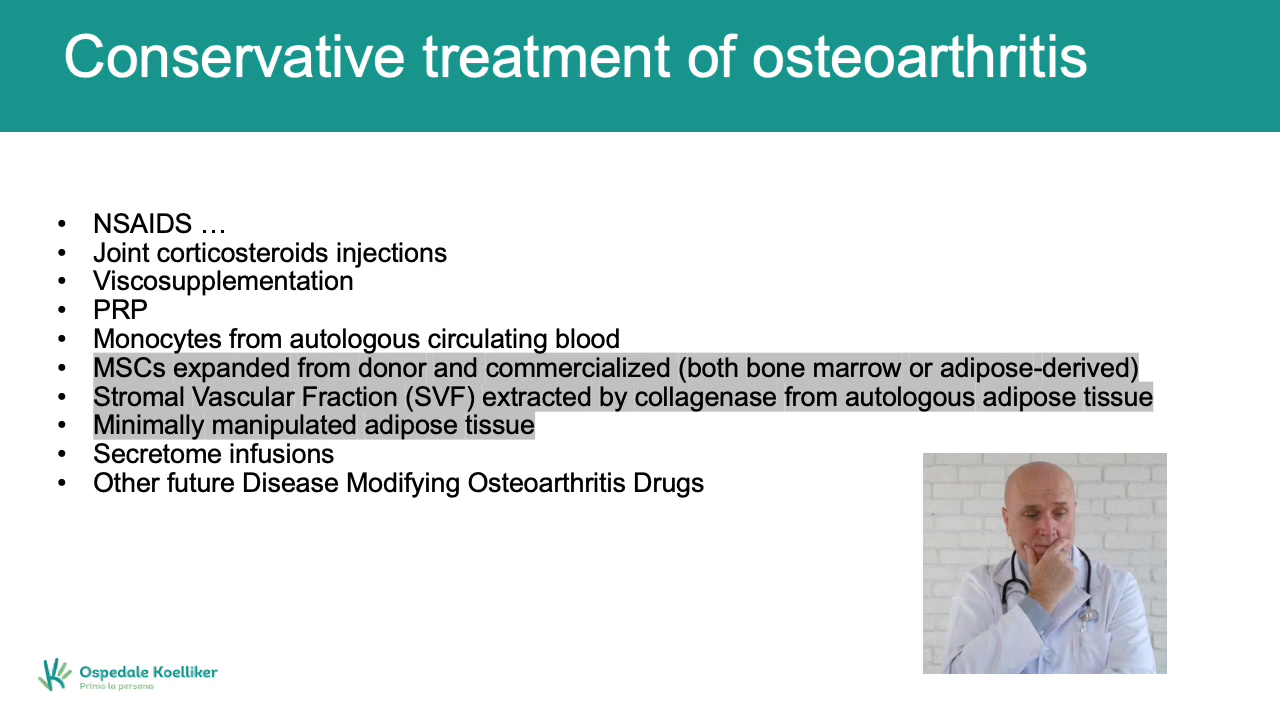 Conservative treatment of osteoarthritis
• NSAIDS …
• Joint corticosteroids injections
• Viscosupplementation
• PRP
• Monocytes from autologous circulating blood
• MSCs expanded from donor and commercialized (both bone marrow or adipose-derived)
• Stromal Vascular Fraction (SVF) extracted by collagenase from autologous adipose tissue
• Minimally manipulated adipose tissue
• Secretome infusions
• Other future Disease Modifying Osteoarthritis Drugs
Ospedale Koelliker
Prima la persona